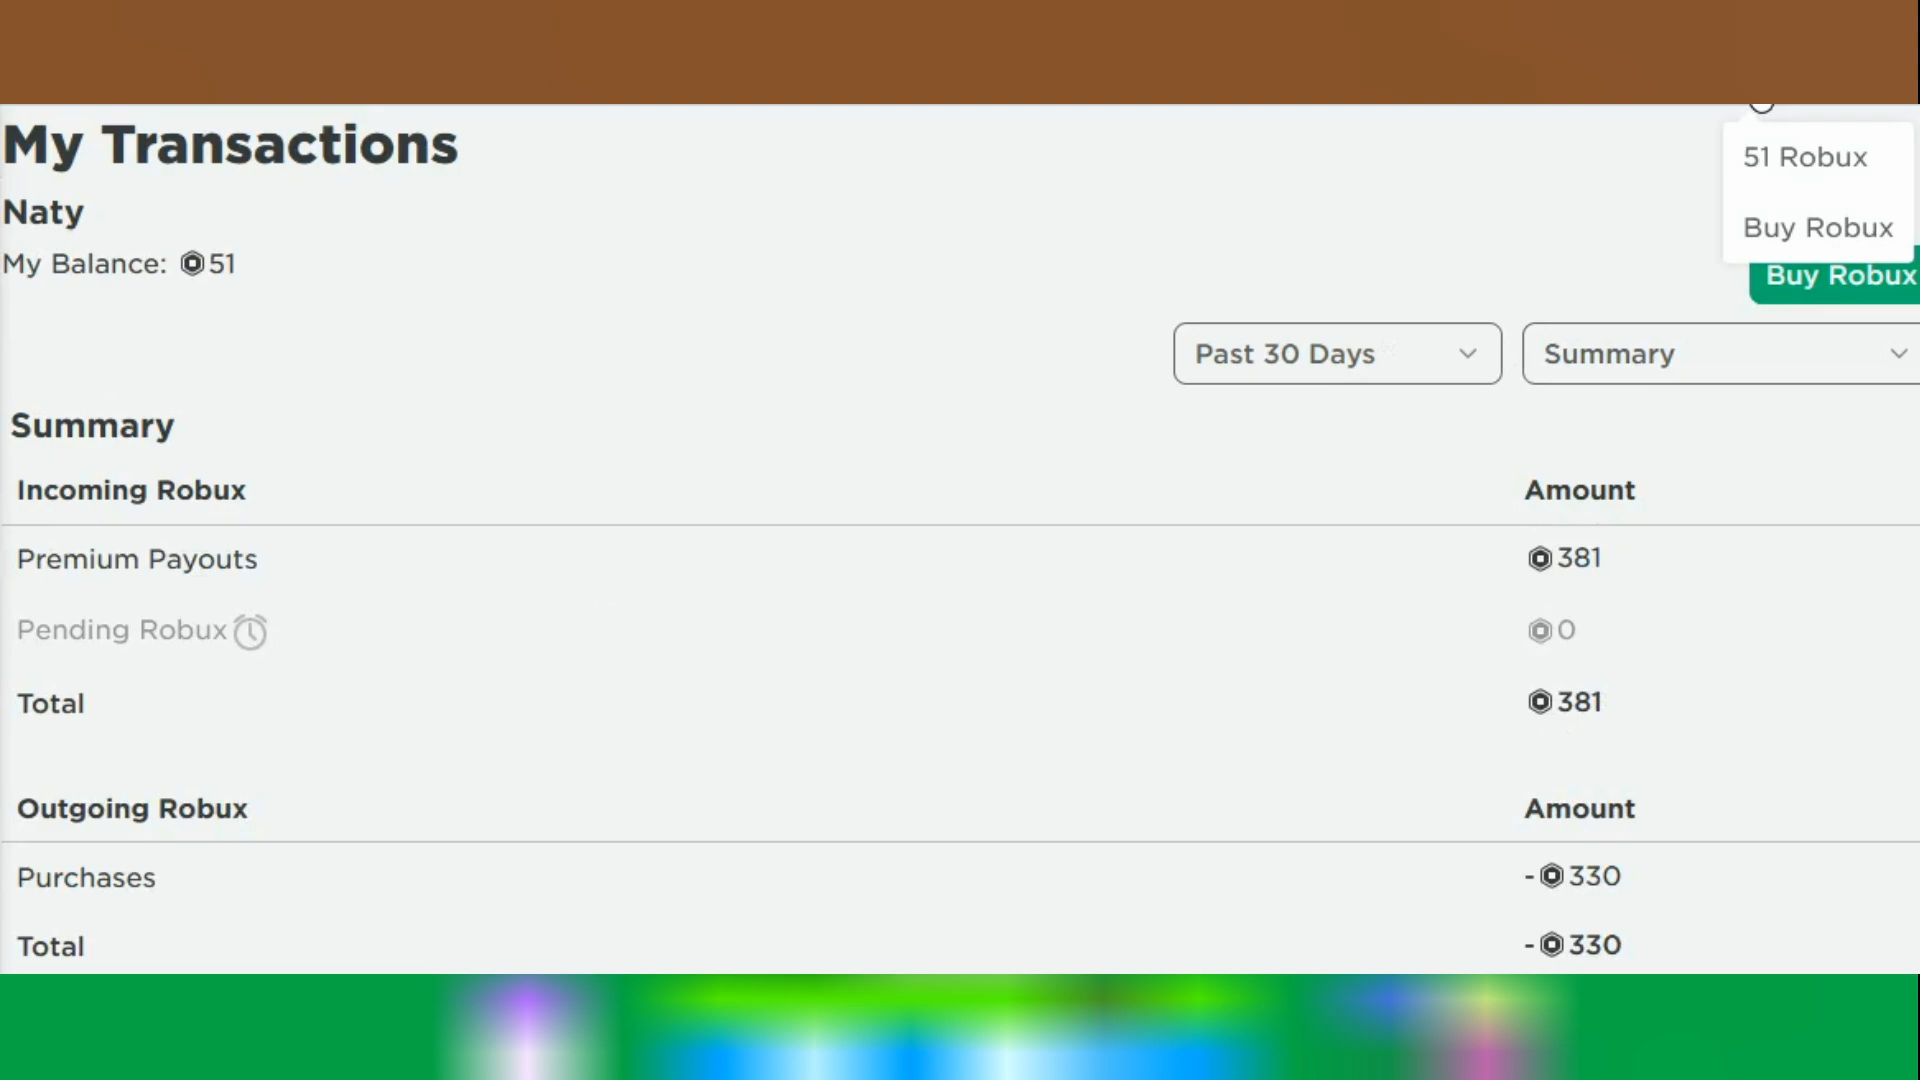 My Transactions
51 Robux
Naty
Buy Robux
My Balance: 51
Buy Robux
Past 30 Days
Summary
Summary
Incoming Robux Amount
Premium Payouts 381
Pending Robux 0
Total 381
Outgoing Robux Amount
Purchases -330
Total -330